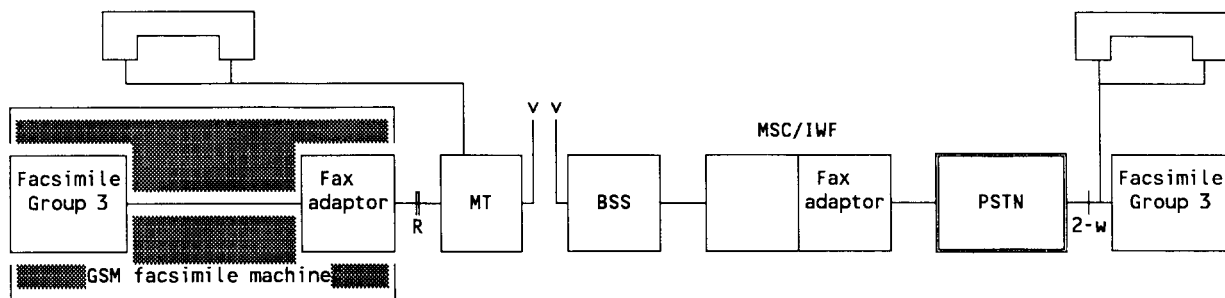 MSC/IWF
Facsimile
Group 3
Fax
adaptor
R
MT
BSS
Fax
adaptor
PSTN
2-w
Facsimile
Group 3
GSM facsimile machine